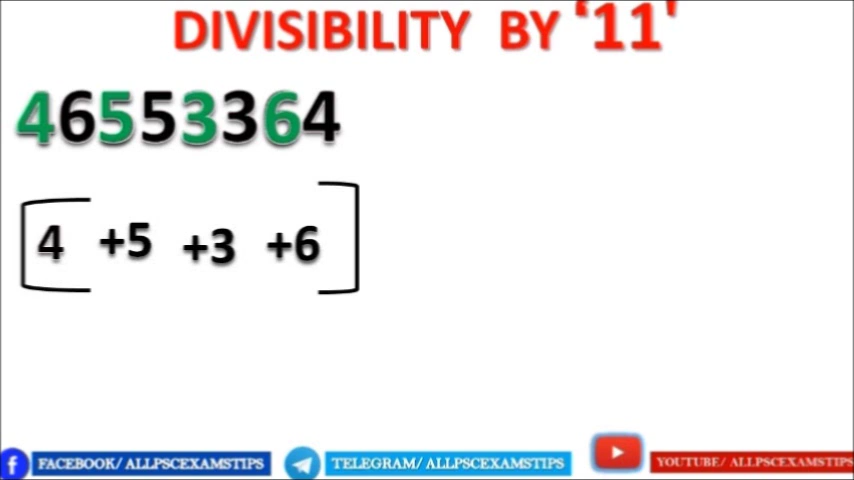 DIVISIBILITY BY '11'
46553364
[4 +5 +3 +6]
f FACEBOOK/ ALLPSCEXAMSTIPS TELEGRAM/ ALLPSCEXAMSTIPS YOUTUBE/ ALLPSCEXAMSTIPS